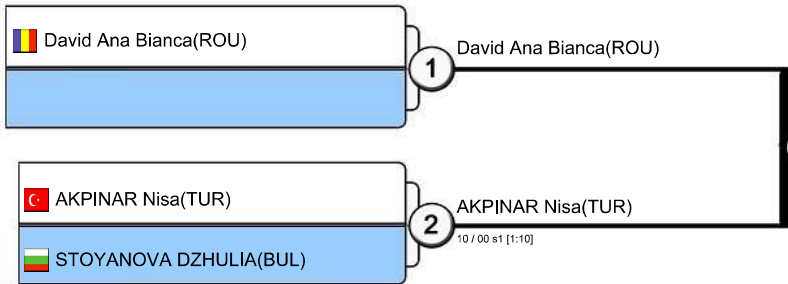 David Ana Bianca(ROU)
1
David Ana Bianca(ROU)
AKPINAR Nisa(TUR)
2
AKPINAR Nisa(TUR)
10 / 00 s1 [1:10]
STOYANOVA DZHULIA(BUL)